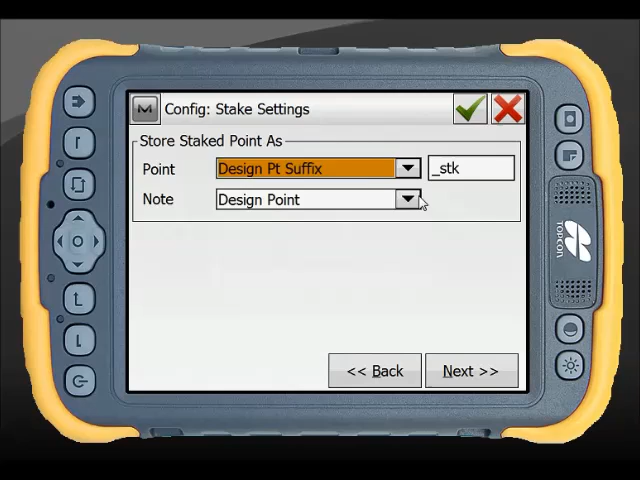 Config: Stake Settings
Store Staked Point As
Point Design Pt Suffix _stk
Note Design Point
<< Back Next >>
TOPCON